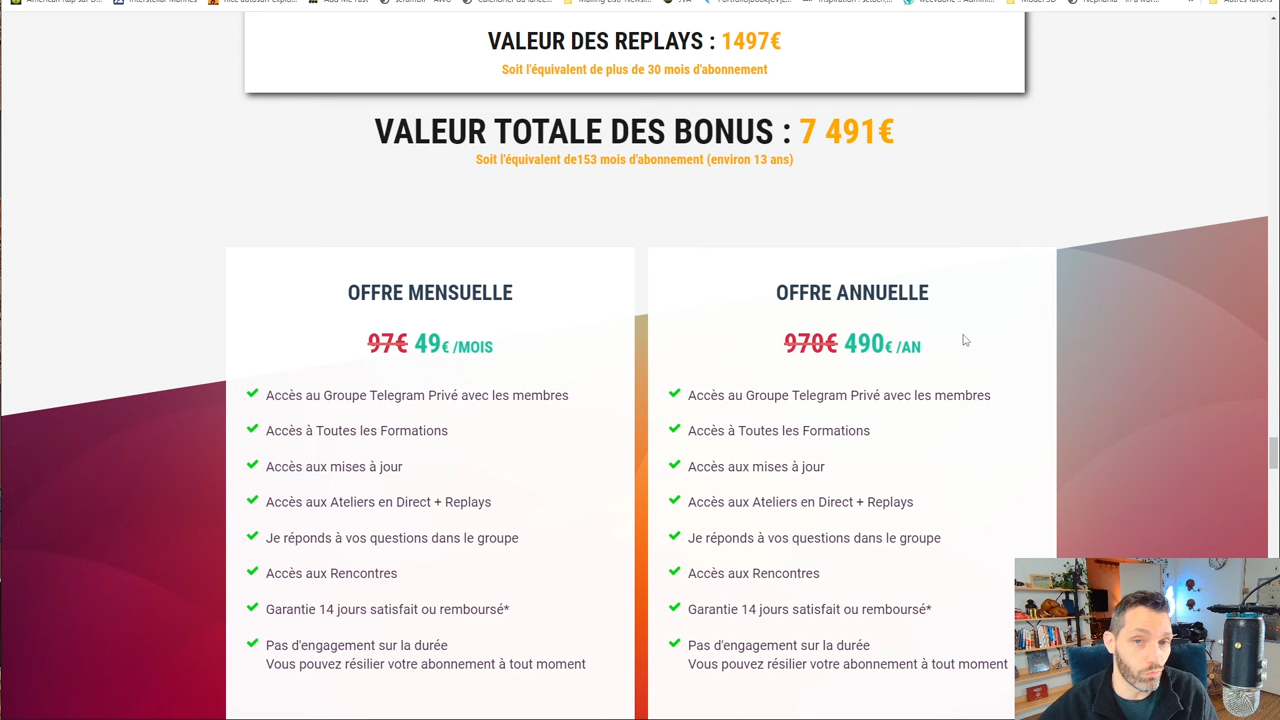 VALEUR DES REPLAYS : 1497€
Soit l'équivalent de plus de 30 mois d'abonnement
VALEUR TOTALE DES BONUS : 7 491€
Soit l'équivalent de153 mois d'abonnement (environ 13 ans)
OFFRE MENSUELLE
97€ 49€ /MOIS
Accès au Groupe Telegram Privé avec les membres
Accès à Toutes les Formations
Accès aux mises à jour
Accès aux Ateliers en Direct + Replays
Je réponds à vos questions dans le groupe
Accès aux Rencontres
Garantie 14 jours satisfait ou remboursé*
Pas d'engagement sur la durée
Vous pouvez résilier votre abonnement à tout moment
OFFRE ANNUELLE
970€ 490€ /AN
Accès au Groupe Telegram Privé avec les membres
Accès à Toutes les Formations
Accès aux mises à jour
Accès aux Ateliers en Direct + Replays
Je réponds à vos questions dans le groupe
Accès aux Rencontres
Garantie 14 jours satisfait ou remboursé*
Pas d'engagement sur la durée
Vous pouvez résilier votre abonnement à tout moment